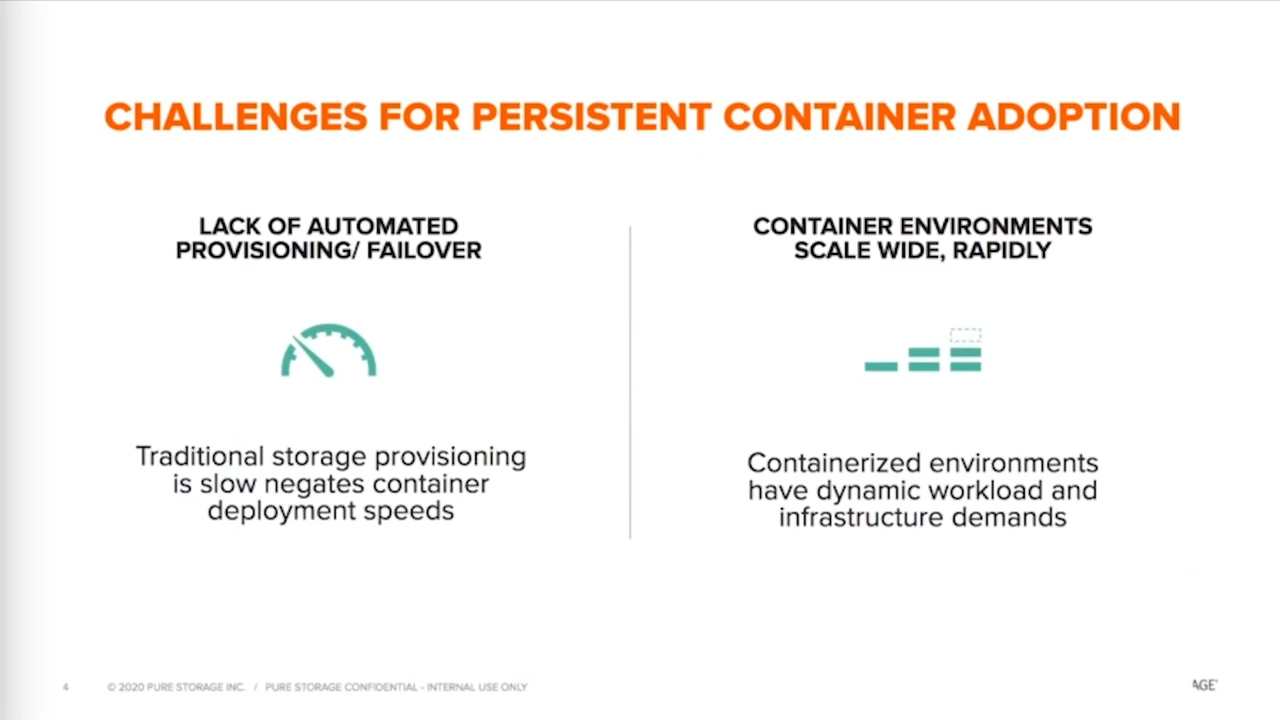 CHALLENGES FOR PERSISTENT CONTAINER ADOPTION
LACK OF AUTOMATED
PROVISIONING/ FAILOVER
Traditional storage provisioning
is slow negates container
deployment speeds
CONTAINER ENVIRONMENTS
SCALE WIDE, RAPIDLY
Containerized environments
have dynamic workload and
infrastructure demands
4
© 2020 PURE STORAGE INC. / PURE STORAGE CONFIDENTIAL - INTERNAL USE ONLY
AGE